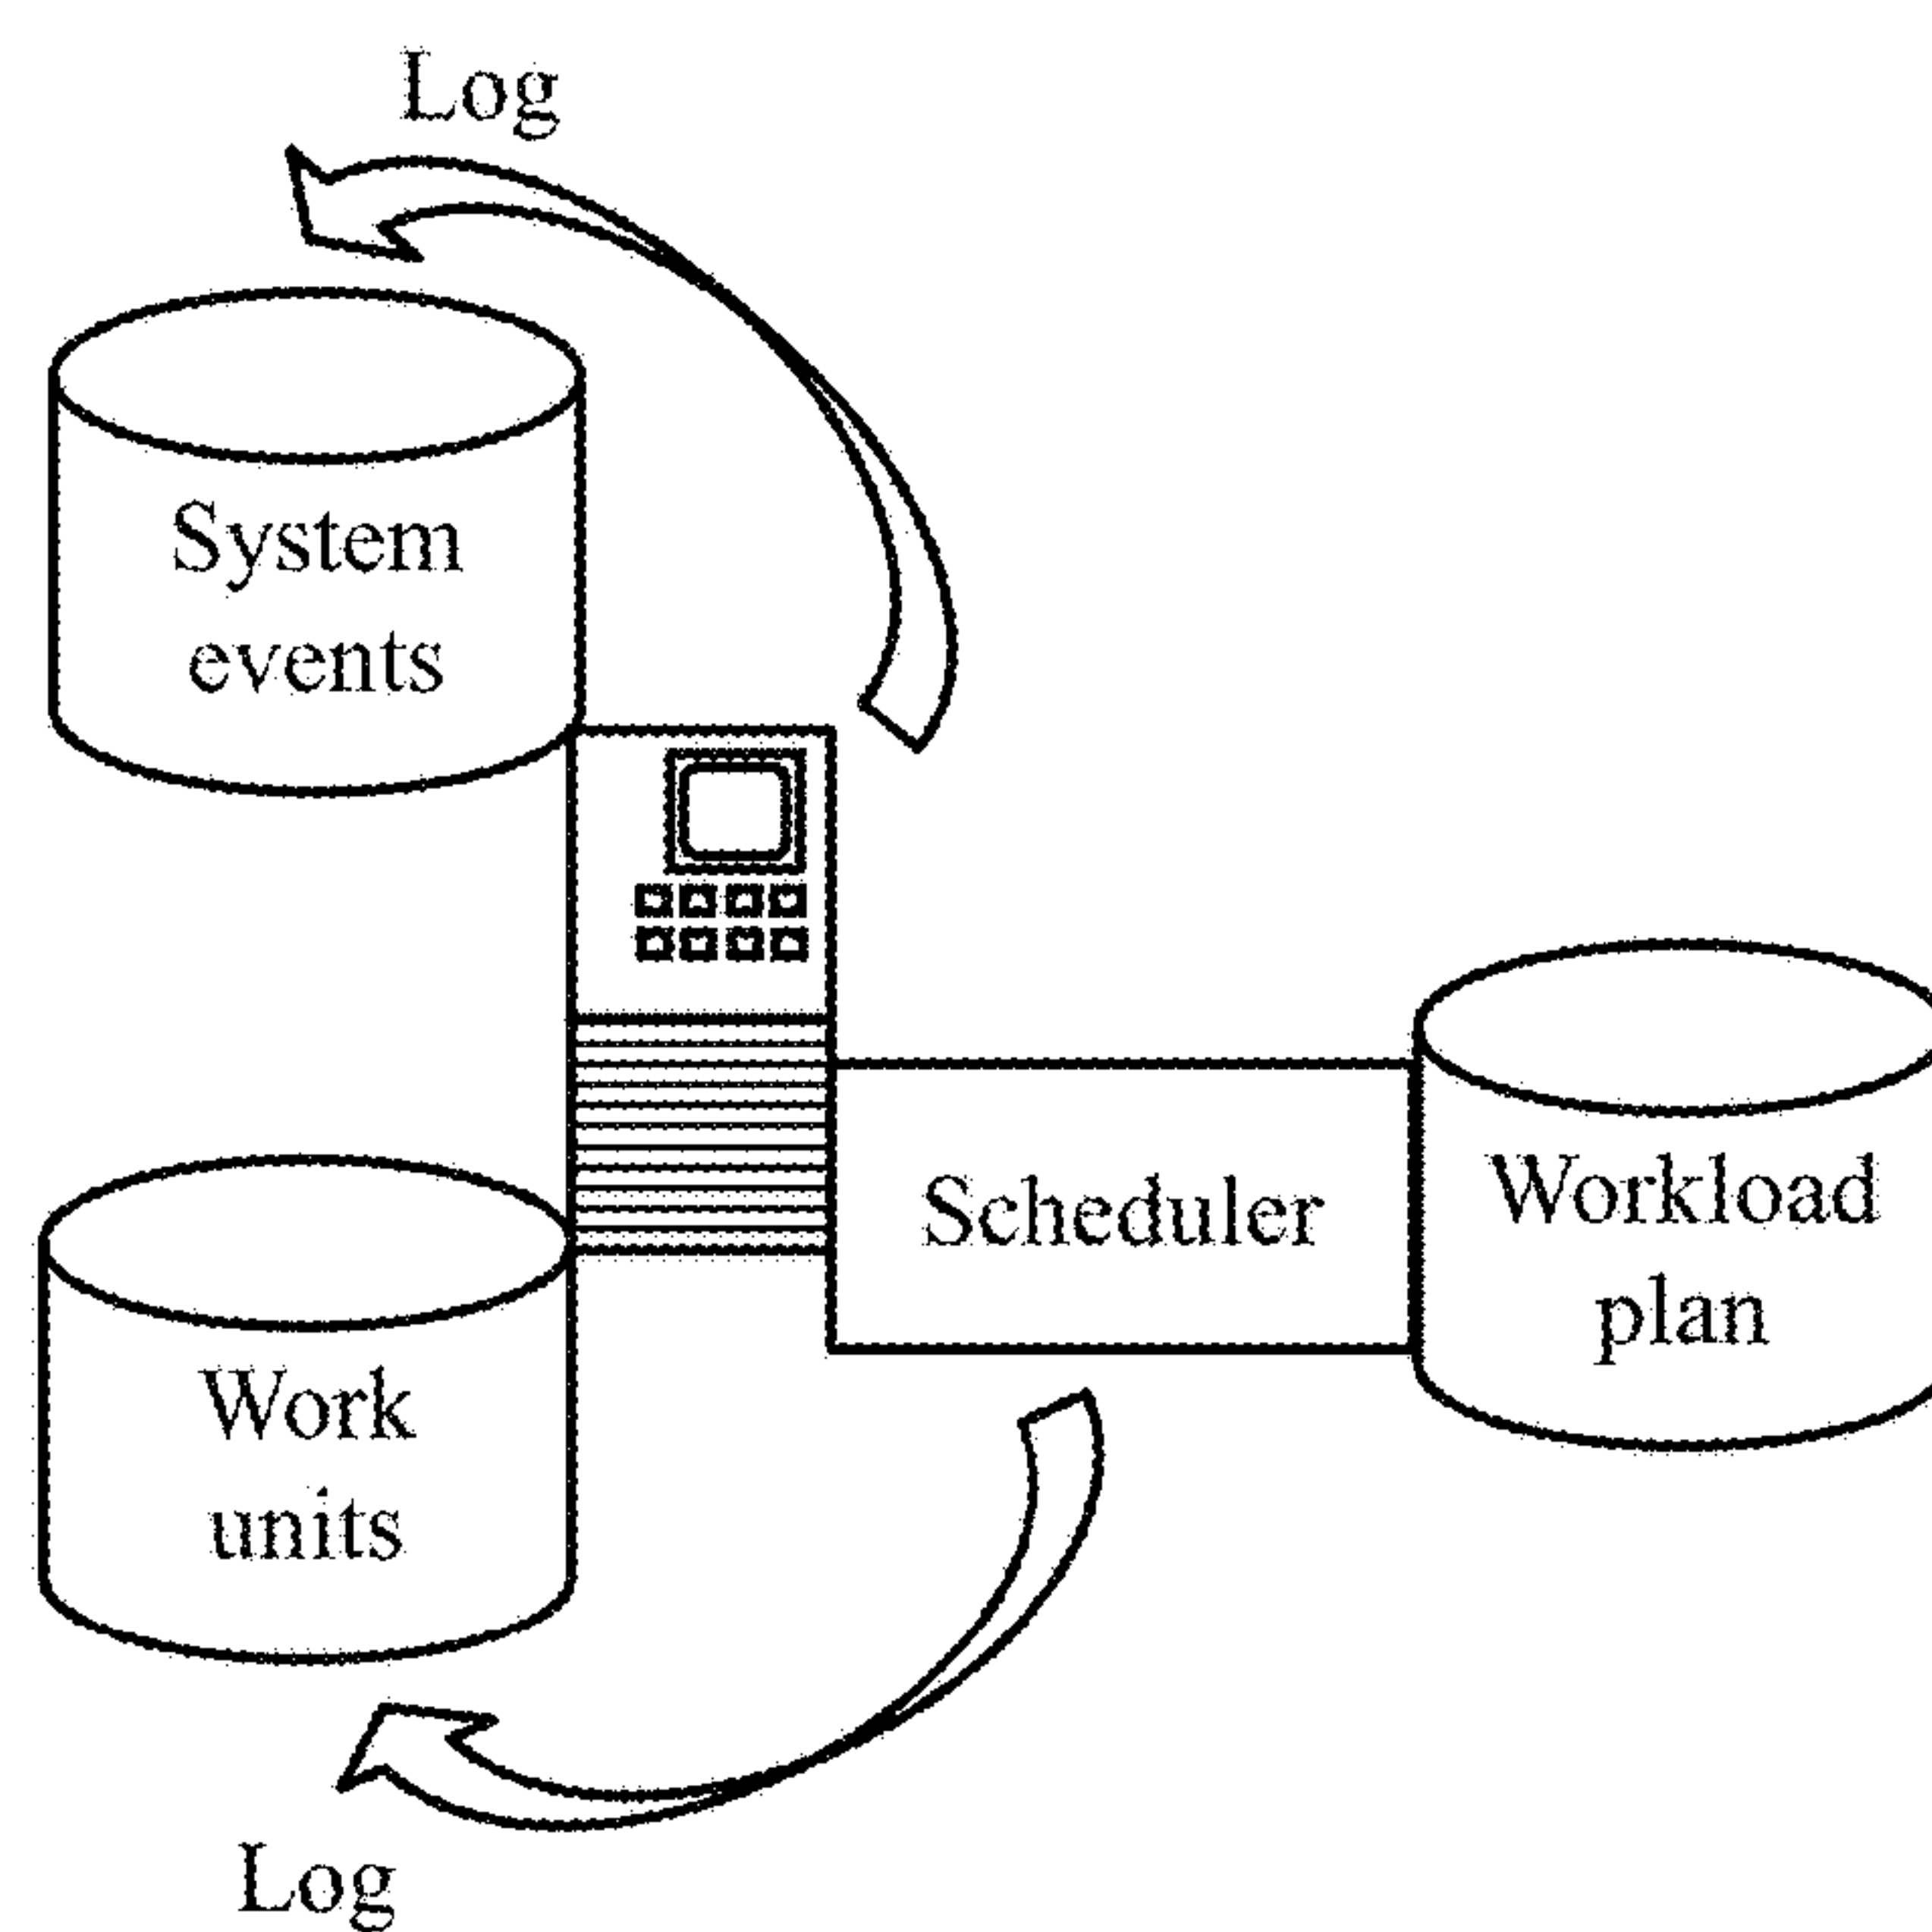 Log
System
events
Scheduler
Workload
plan
Work
units
Log